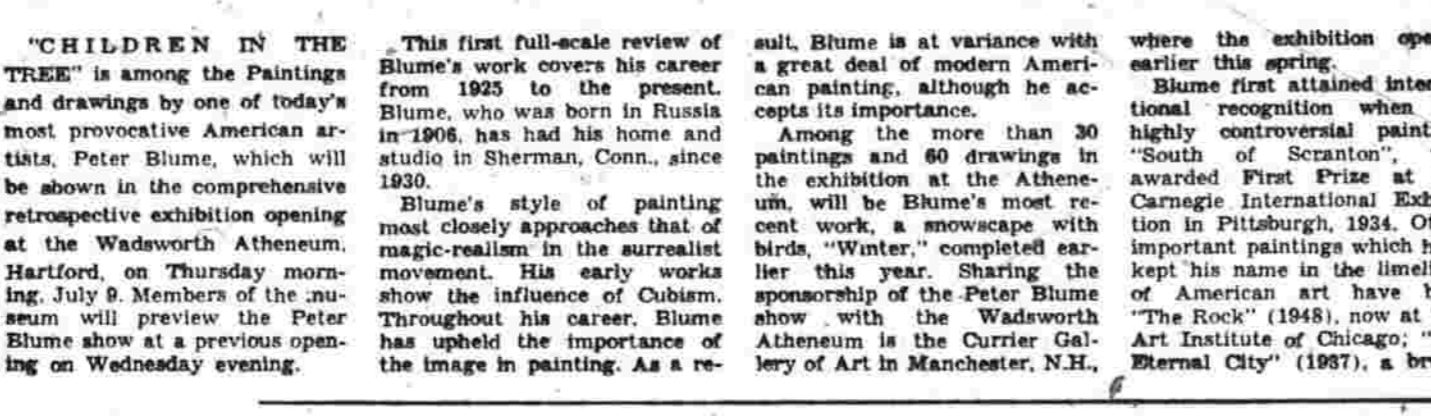 "CHILDREN IN THE
TREE" is among the Paintings
and drawings by one of today's
most provocative American ar-
tists, Peter Blume, which will
be shown in the comprehensive
retrospective exhibition opening
at the Wadsworth Atheneum,
Hartford, on Thursday morn-
ing, July 9. Members of the mu-
seum will preview the Peter
Blume show at a previous open-
ing on Wednesday evening.
This first full-scale review of
Blume's work covers his career
from 1925 to the present.
Blume, who was born in Russia
in 1906, has had his home and
studio in Sherman, Conn., since
1930.
Blume's style of painting
most closely approaches that of
magic-realism in the surrealist
movement. His early works
show the influence of Cubism.
Throughout his career, Blume
has upheld the importance of
the image in painting. As a re-
sult, Blume is at variance with
a great deal of modern Ameri-
can painting, although he ac-
cepts its importance.
Among the more than 30
paintings and 60 drawings in
the exhibition at the Athene-
um, will be Blume's most re-
cent work, a snowscape with
birds, "Winter," completed ear-
lier this year. Sharing the
sponsorship of the Peter Blume
show with the Wadsworth
Atheneum is the Currier Gal-
lery of Art in Manchester, N.H.,
where the exhibition ope
earlier this spring.
Blume first attained inter
tional recognition when
highly controversial paint
"South of Scranton",
awarded First Prize at
Carnegie International Exh
tion in Pittsburgh, 1934. Ot
important paintings which h
kept his name in the limeli
of American art have b
"The Rock" (1948), now at
Art Institute of Chicago; "
Eternal City" (1937), a br